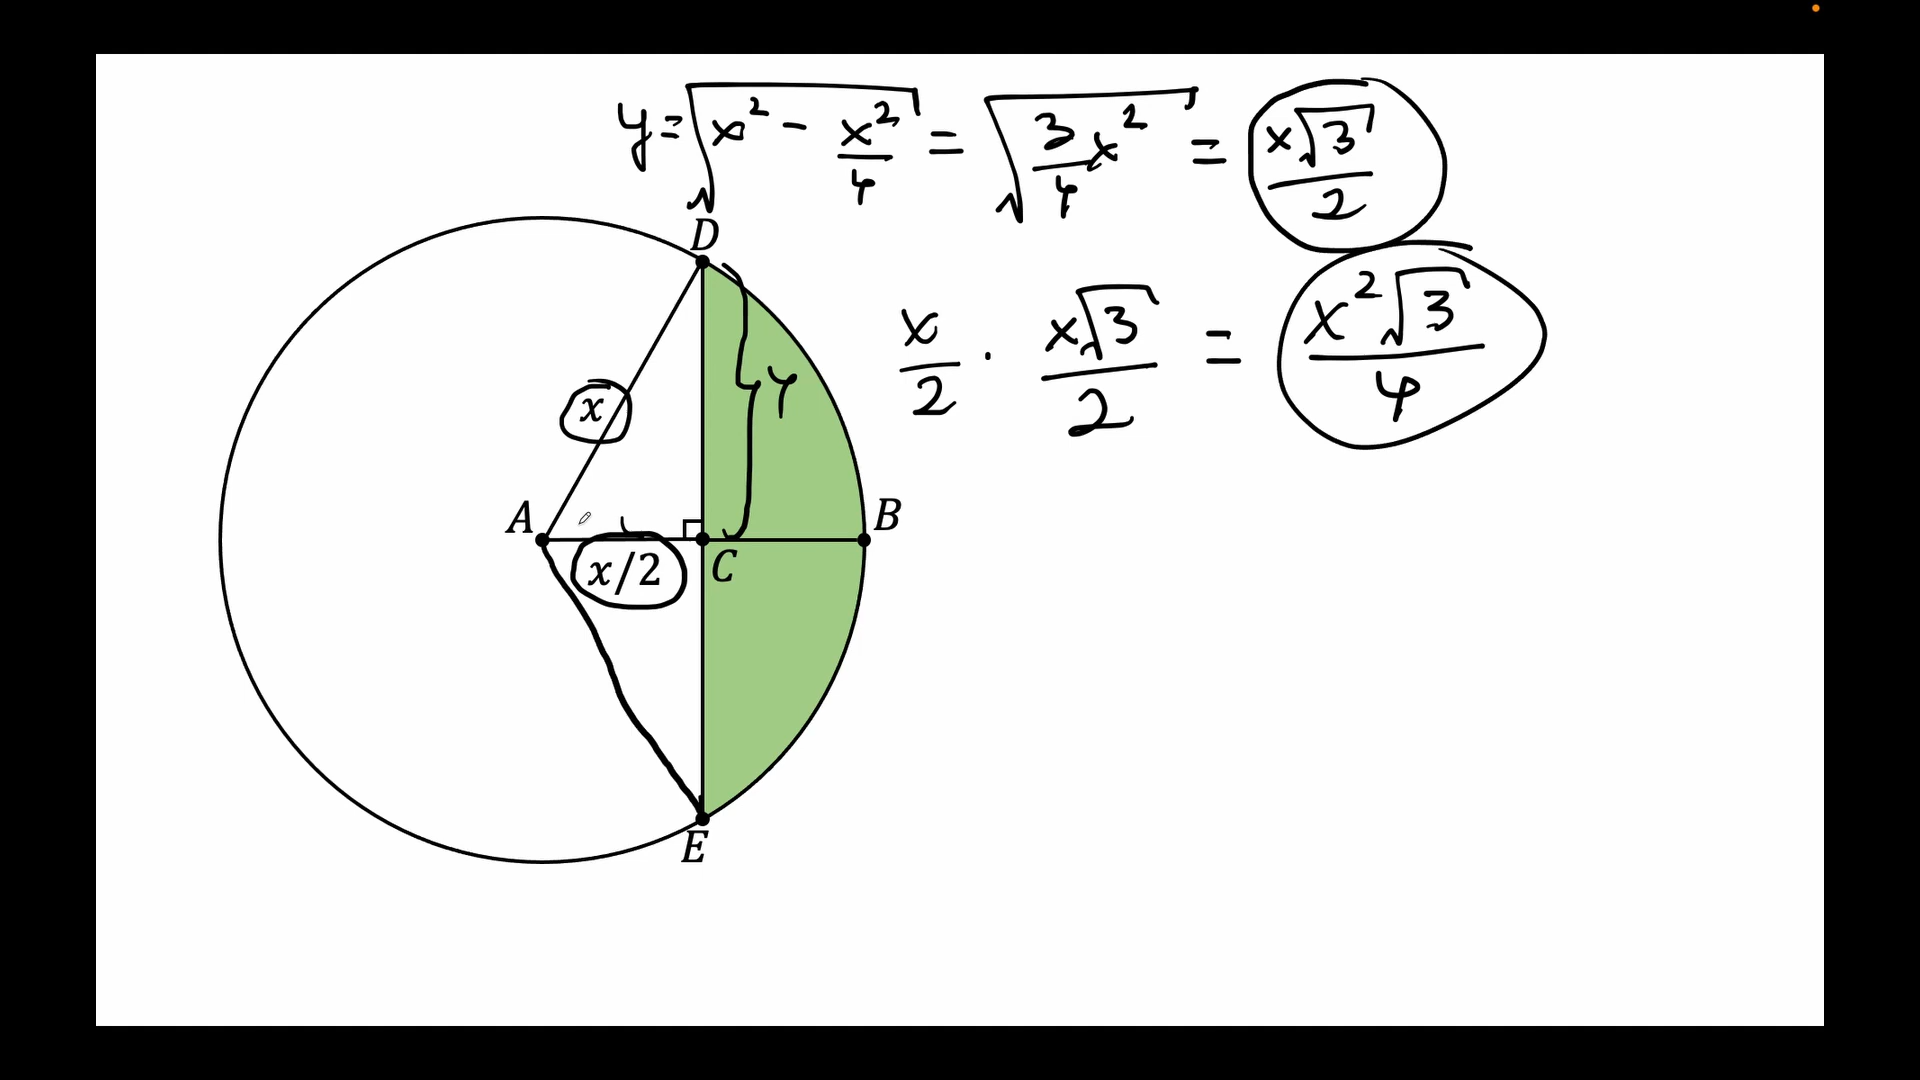 y = √(x² - x²/4) = √(3/4 x²) = x√3/2
D
x/2 · x√3/2 = x²√3/4
y
x
A
B
x/2
C
E